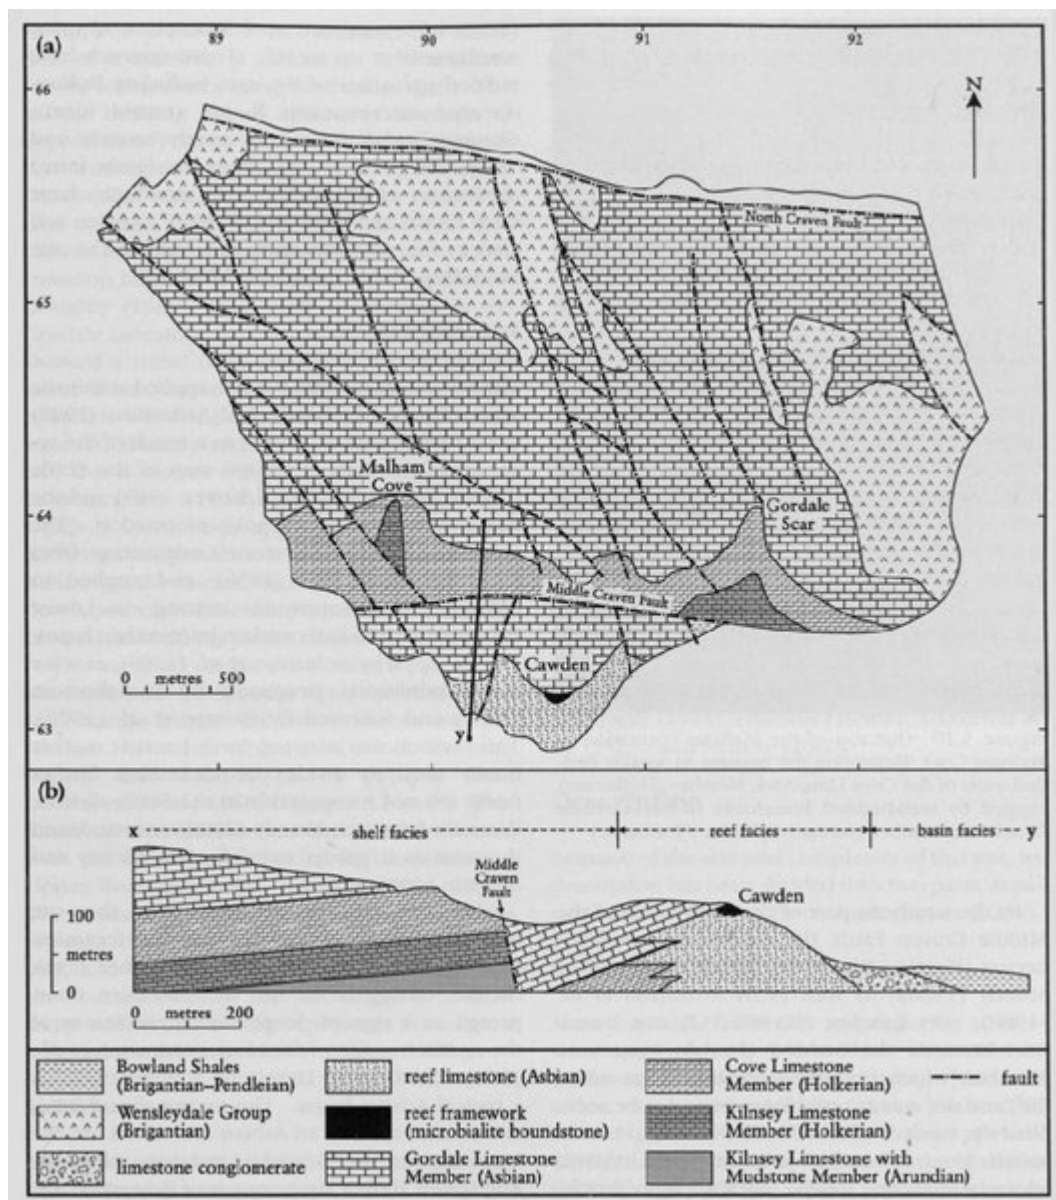 (a)
89
90
91
92
66
N
North Craven Fault
65
Malham
Cove
64
x
Gordale
Scar
Middle Craven Fault
Cawden
0 metres 500
63
y
(b)
x shelf facies reef facies basin facies y
Middle
Craven
Fault
Cawden
100
metres
0
0 metres 200
Bowland Shales
(Brigantian–Pendleian)
reef limestone (Asbian)
Cove Limestone
Member (Holkerian)
fault
Wensleydale Group
(Brigantian)
reef framework
(microbialite boundstone)
Kilnsey Limestone
Member (Holkerian)
limestone conglomerate
Gordale Limestone
Member (Asbian)
Kilnsey Limestone with
Mudstone Member (Arundian)